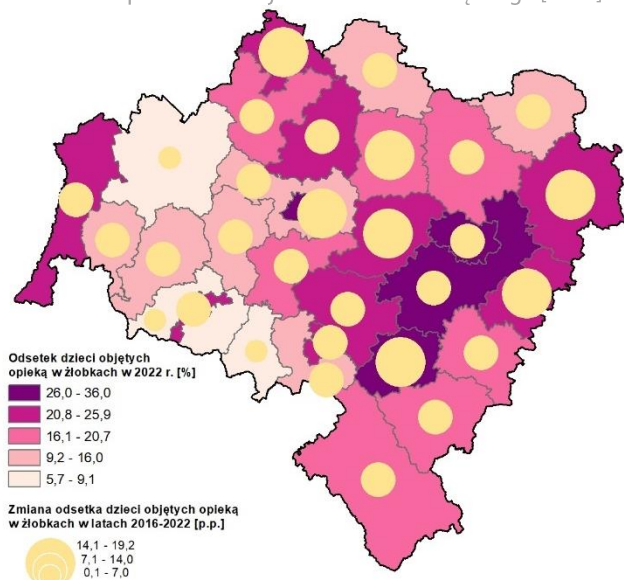 Odsetek dzieci objętych
opieką w żłobkach w 2022 r. [%]
26,0 - 36,0
20,8 - 25,9
16,1 - 20,7
9,2 - 16,0
5,7 - 9,1
Zmiana odsetka dzieci objętych opieką
w żłobkach w latach 2016-2022 [p.p.]
14,1 - 19,2
7,1 - 14,0
0,1 - 7,0